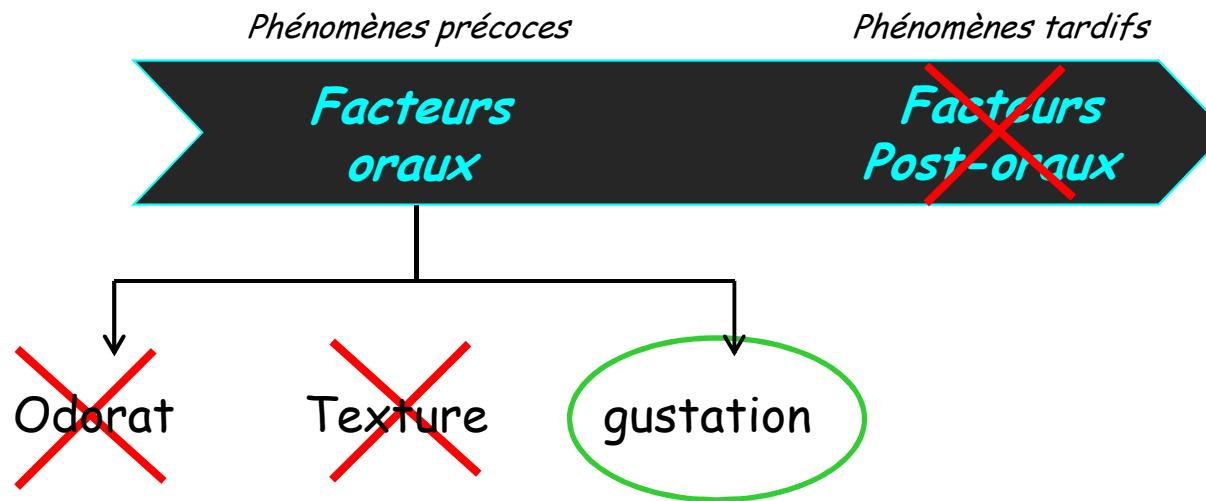 Phénomènes précoces
Phénomènes tardifs
Facteurs
oraux
Facteurs
Post-oraux
Odorat
Texture
gustation